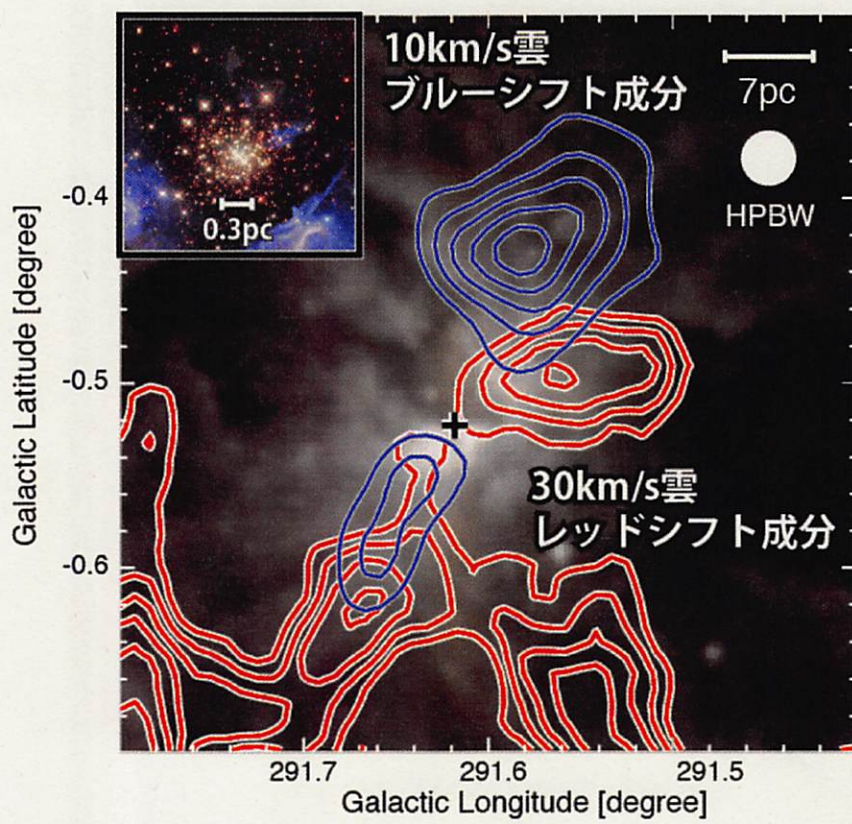 10km/s雲
ブルーシフト成分
7pc
HPBW
0.3pc
30km/s雲
レッドシフト成分
-0.4
-0.5
-0.6
Galactic Latitude [degree]
291.7
291.6
291.5
Galactic Longitude [degree]